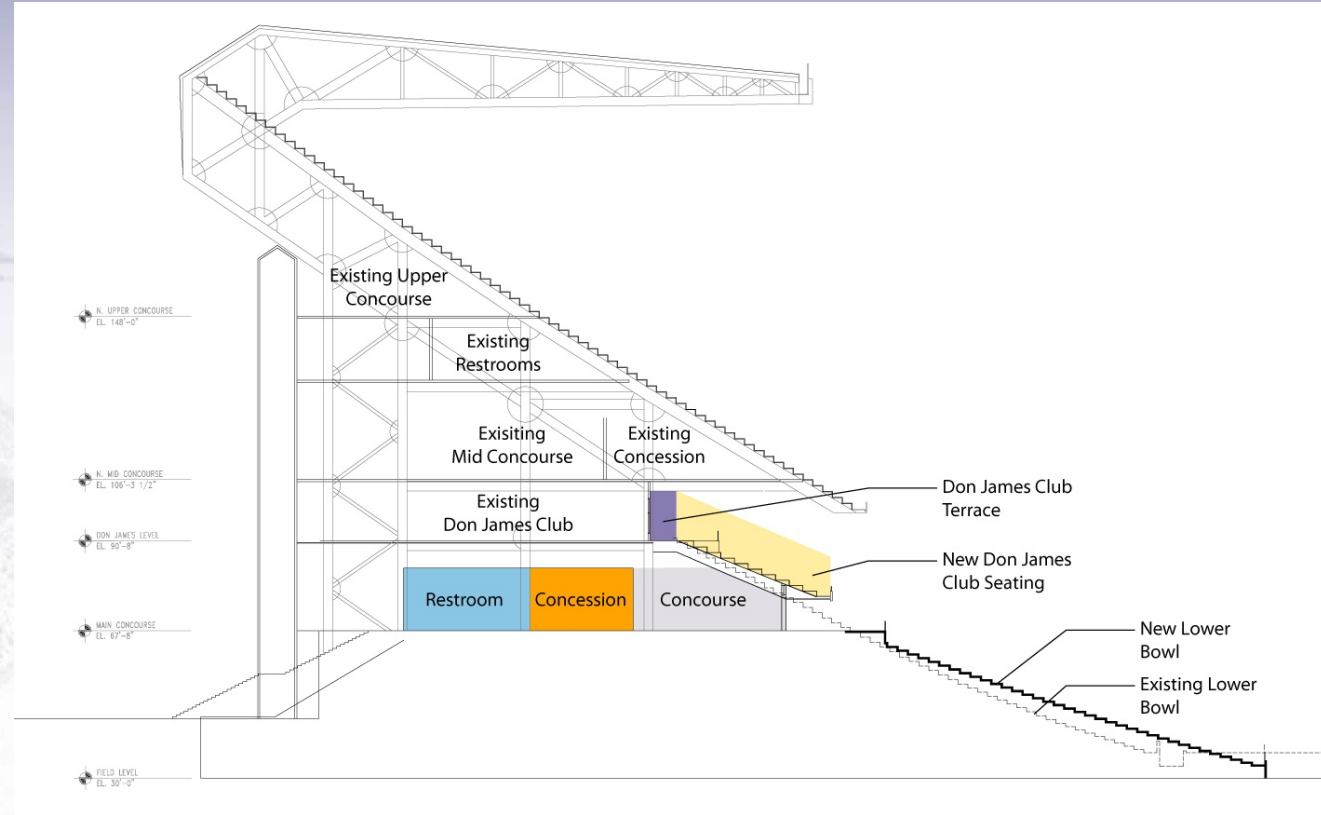 Existing Upper
Concourse
N. UPPER CONCOURSE
EL. 148'-0"
Existing
Restrooms
Exisiting
Mid Concourse
Existing
Concession
N. MID CONCOURSE
EL. 106'-3 1/2"
Don James Club
Terrace
Existing
Don James Club
DON JAMES LEVEL
EL. 90'-8"
New Don James
Club Seating
Restroom
Concession
Concourse
MAIN CONCOURSE
EL. 67'-8"
New Lower
Bowl
Existing Lower
Bowl
FIELD LEVEL
EL. 30'-0"